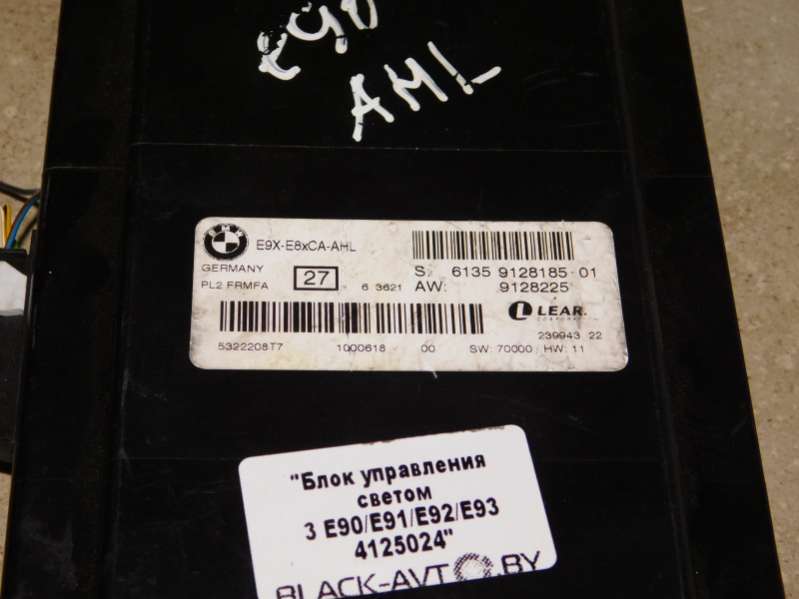 E90
AHL
BMW
E9X-E8xCA-AHL
GERMANY
PL2 FRMFA 27 6 3621
S: 6135 9128185 01
AW: 9128225
LEAR.
CORPORATION
239943 22
5322208T7 1000618 00 SW: 70000 HW: 11
"Блок управления
светом
3 E90/E91/E92/E93
4125024"
BLACK-AVTO.BY